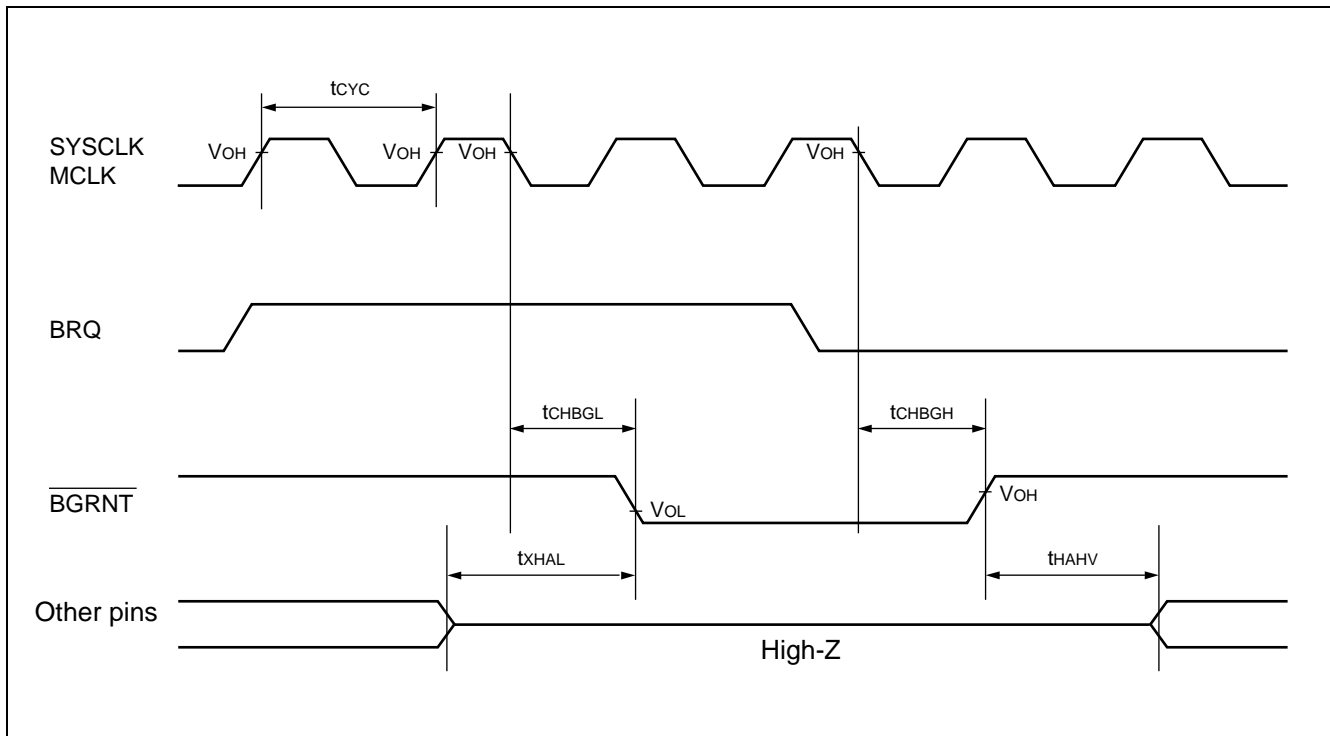 tCYC
SYSCLK
MCLK
VOH
VOH
VOH
VOH
BRQ
tCHBGL
tCHBGH
BGRNT
VOL
VOH
tXHAL
tHAHV
Other pins
High-Z